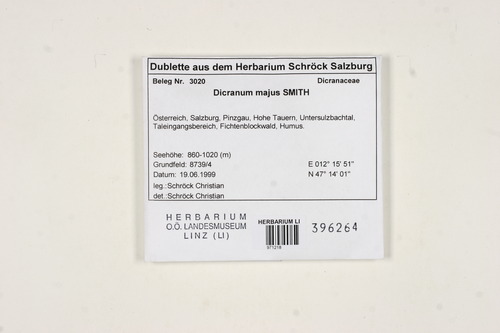 Dublette aus dem Herbarium Schröck Salzburg
Beleg Nr. 3020 Dicranaceae
Dicranum majus SMITH
Österreich, Salzburg, Pinzgau, Hohe Tauern, Untersulzbachtal,
Taleingangsbereich, Fichtenblockwald, Humus.
Seehöhe: 860-1020 (m)
Grundfeld: 8739/4 E 012° 15' 51"
Datum: 19.06.1999 N 47° 14' 01"
leg.:Schröck Christian
det.:Schröck Christian
HERBARIUM
O.Ö. LANDESMUSEUM
LINZ (LI)
HERBARIUM LI
971218
396264